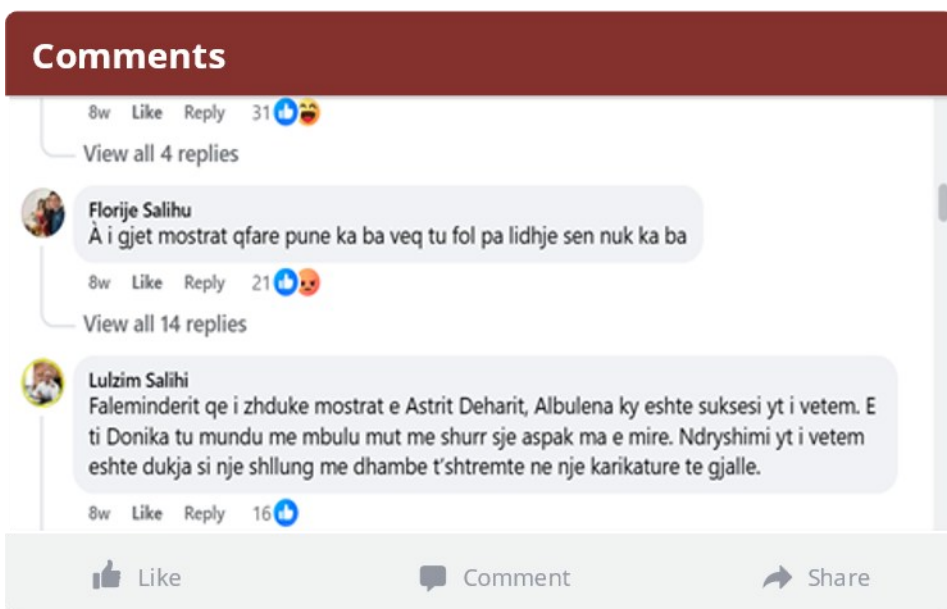 Comments
8w Like Reply 31
View all 4 replies
Florije Salihu
À i gjet mostrat qfare pune ka ba veq tu fol pa lidhje sen nuk ka ba
8w Like Reply 21
View all 14 replies
Lulzim Salihi
Faleminderit qe i zhduke mostrat e Astrit Deharit, Albulena ky eshte suksesi yt i vetem. E
ti Donika tu mundu me mbulu mut me shurr sje aspak ma e mire. Ndryshimi yt i vetem
eshte dukja si nje shllung me dhambe t'shtremte ne nje karikature te gjalle.
8w Like Reply 16
Like Comment Share